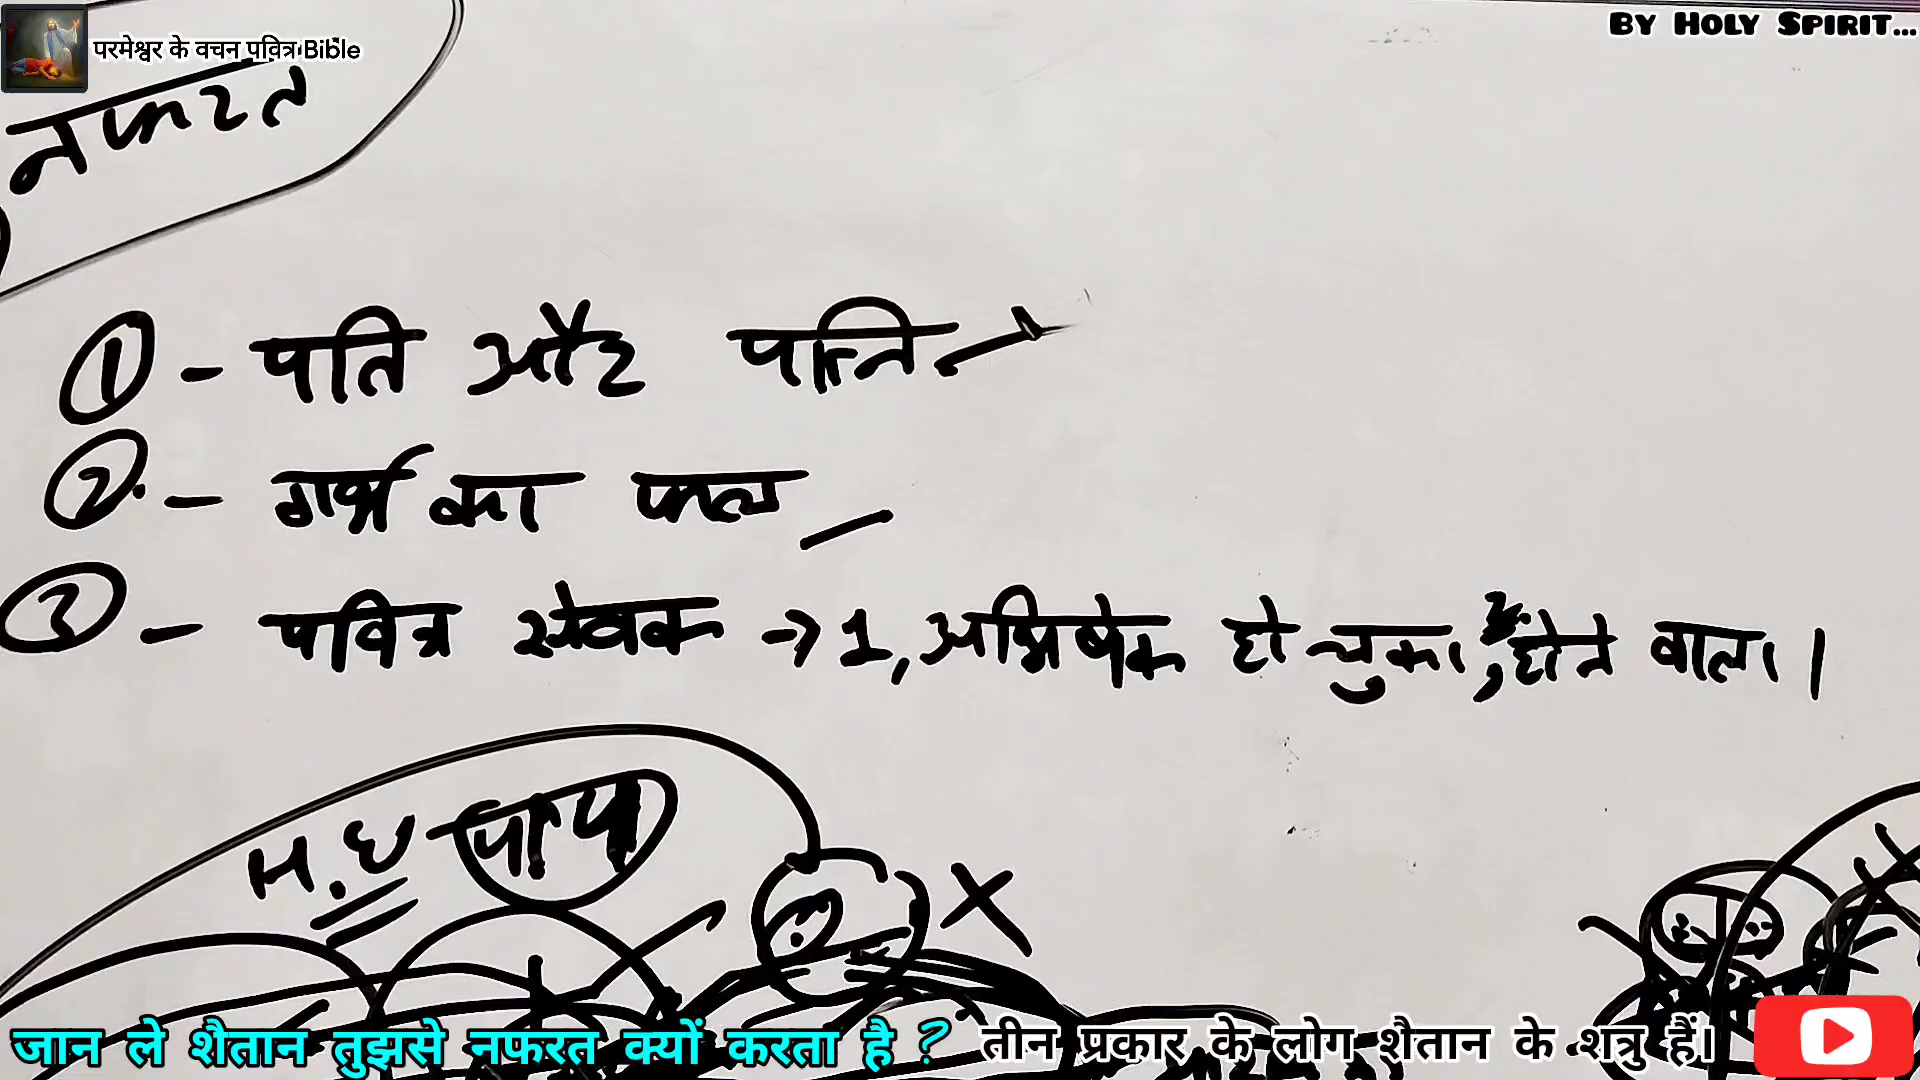 परमेश्वर के वचन पवित्र Bible
By Holy Spirit...
नफरत
① - पति और पत्नि
② - गर्भ का फल
③ - पवित्र सेवक → 1, अभिषेक हो चुका, होने वाला।
म.ध
पाप
जान ले शैतान तुझसे नफरत क्यों करता है ? तीन प्रकार के लोग शैतान के शत्रु हैं।